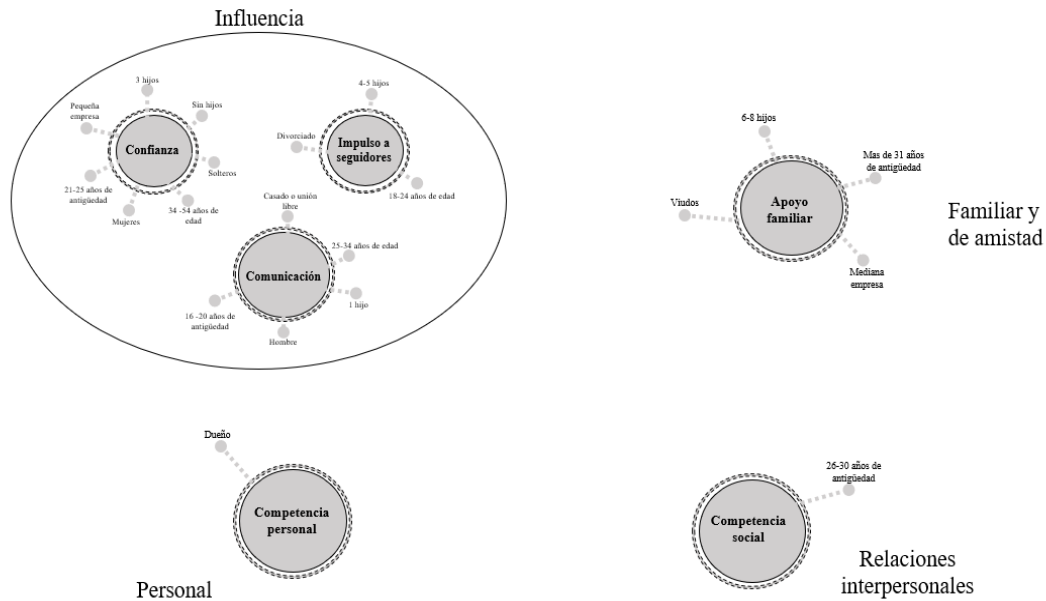 Influencia
3 hijos
Pequeña
empresa
Sin hijos
Confianza
Solteros
21-25 años de
antigüedad
Mujeres
34 -54 años de
edad
4-5 hijos
Divorciado
Impulso a
seguidores
18-24 años de edad
Casado o unión
libre
25-34 años de edad
Comunicación
1 hijo
16 -20 años de
antigüedad
Hombre
6-8 hijos
Mas de 31 años
de antigüedad
Viudos
Apoyo
familiar
Mediana
empresa
Familiar y
de amistad
Dueño
Competencia
personal
Personal
26-30 años de
antigüedad
Competencia
social
Relaciones
interpersonales